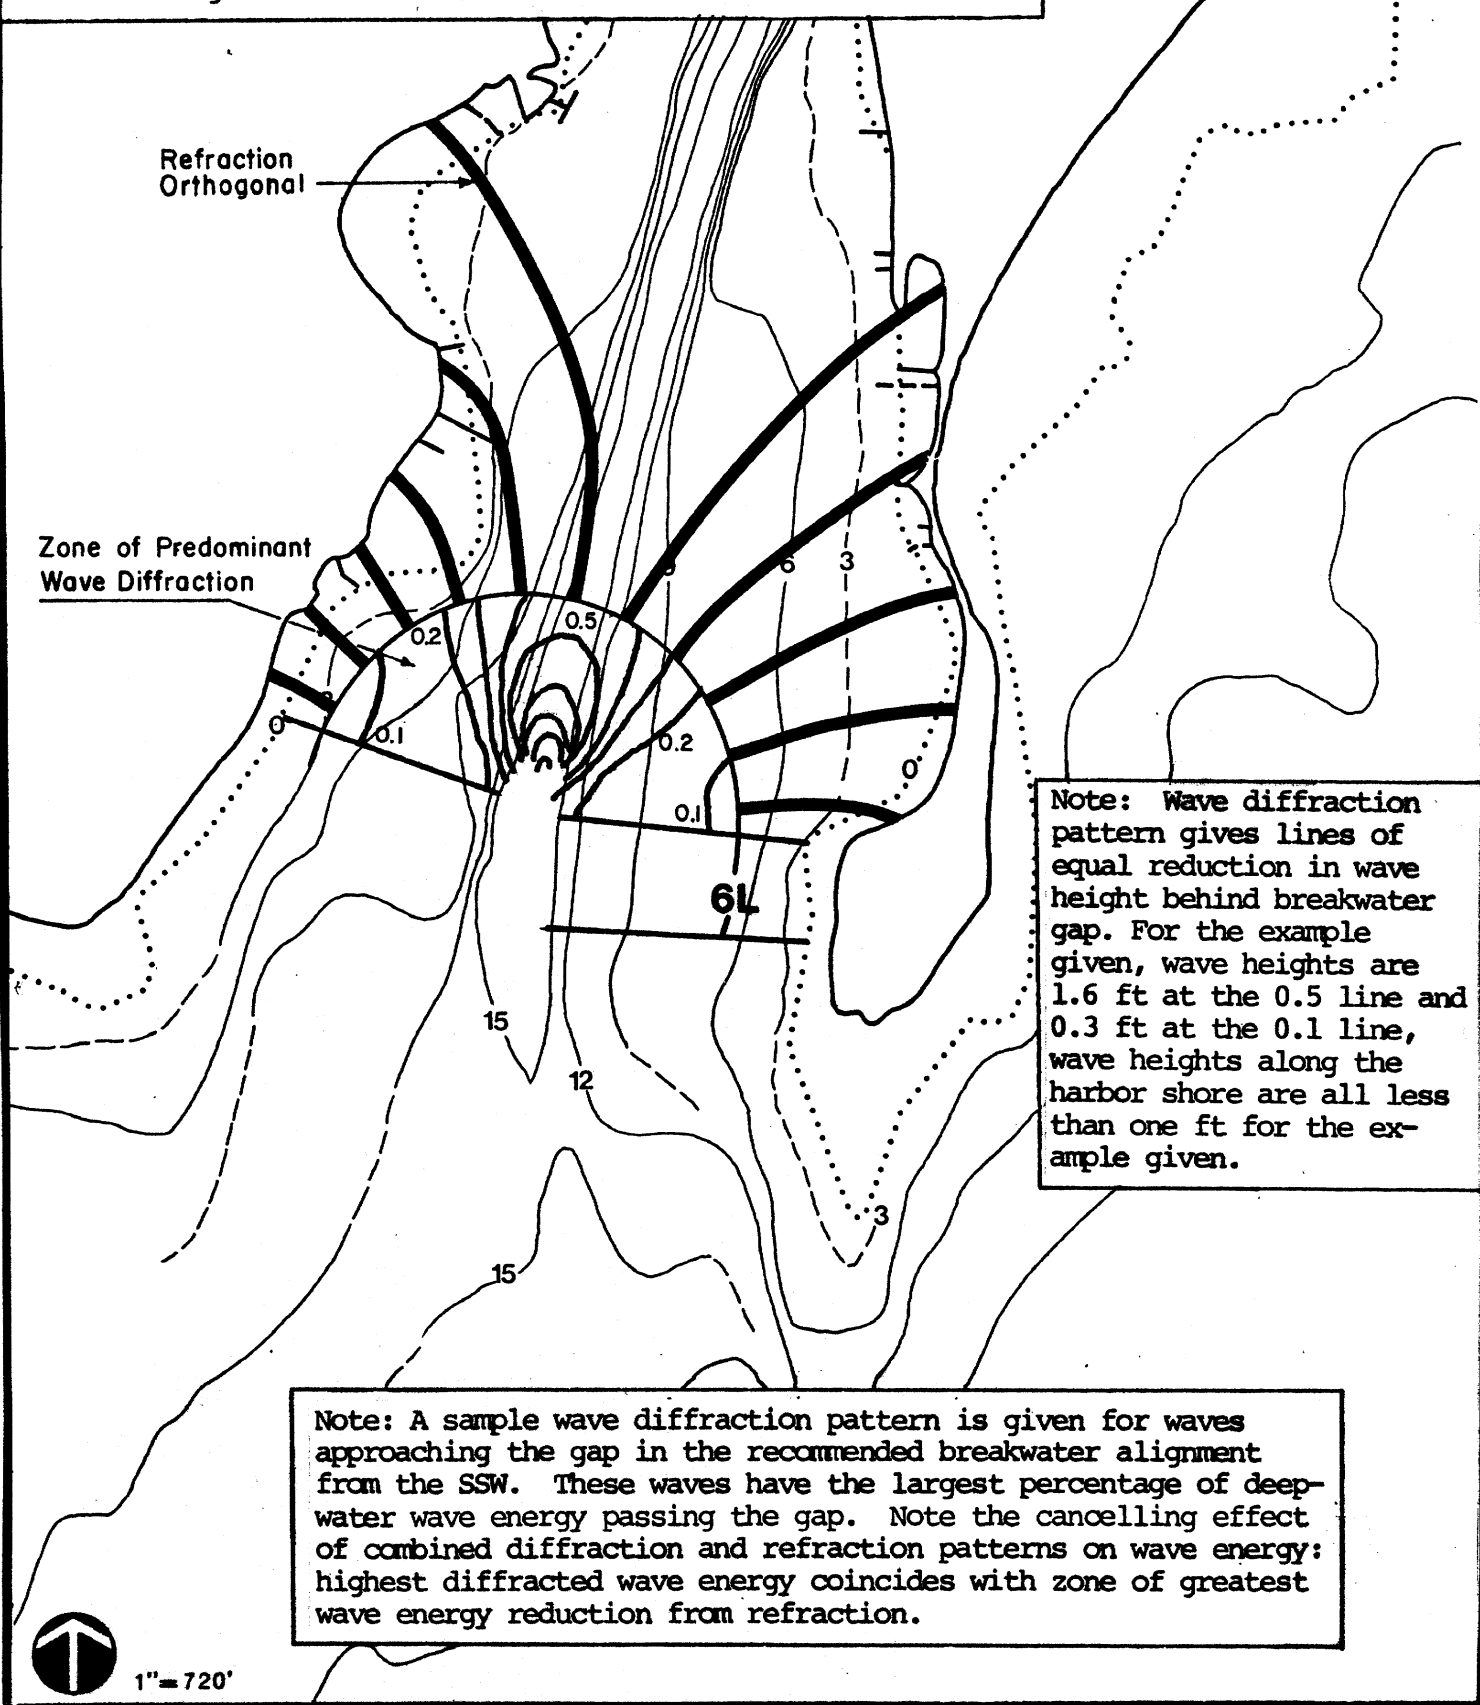 Refraction
Orthogonal
Zone of Predominant
Wave Diffraction
6
3
0.5
0.2
0
0.1
0.2
0.1
0
6L
Note: Wave diffraction
pattern gives lines of
equal reduction in wave
height behind breakwater
gap. For the example
given, wave heights are
1.6 ft at the 0.5 line and
0.3 ft at the 0.1 line,
wave heights along the
harbor shore are all less
than one ft for the ex-
ample given.
15
12
3
15
Note: A sample wave diffraction pattern is given for waves
approaching the gap in the recommended breakwater alignment
from the SSW. These waves have the largest percentage of deep-
water wave energy passing the gap. Note the cancelling effect
of combined diffraction and refraction patterns on wave energy:
highest diffracted wave energy coincides with zone of greatest
wave energy reduction from refraction.
1"=720'